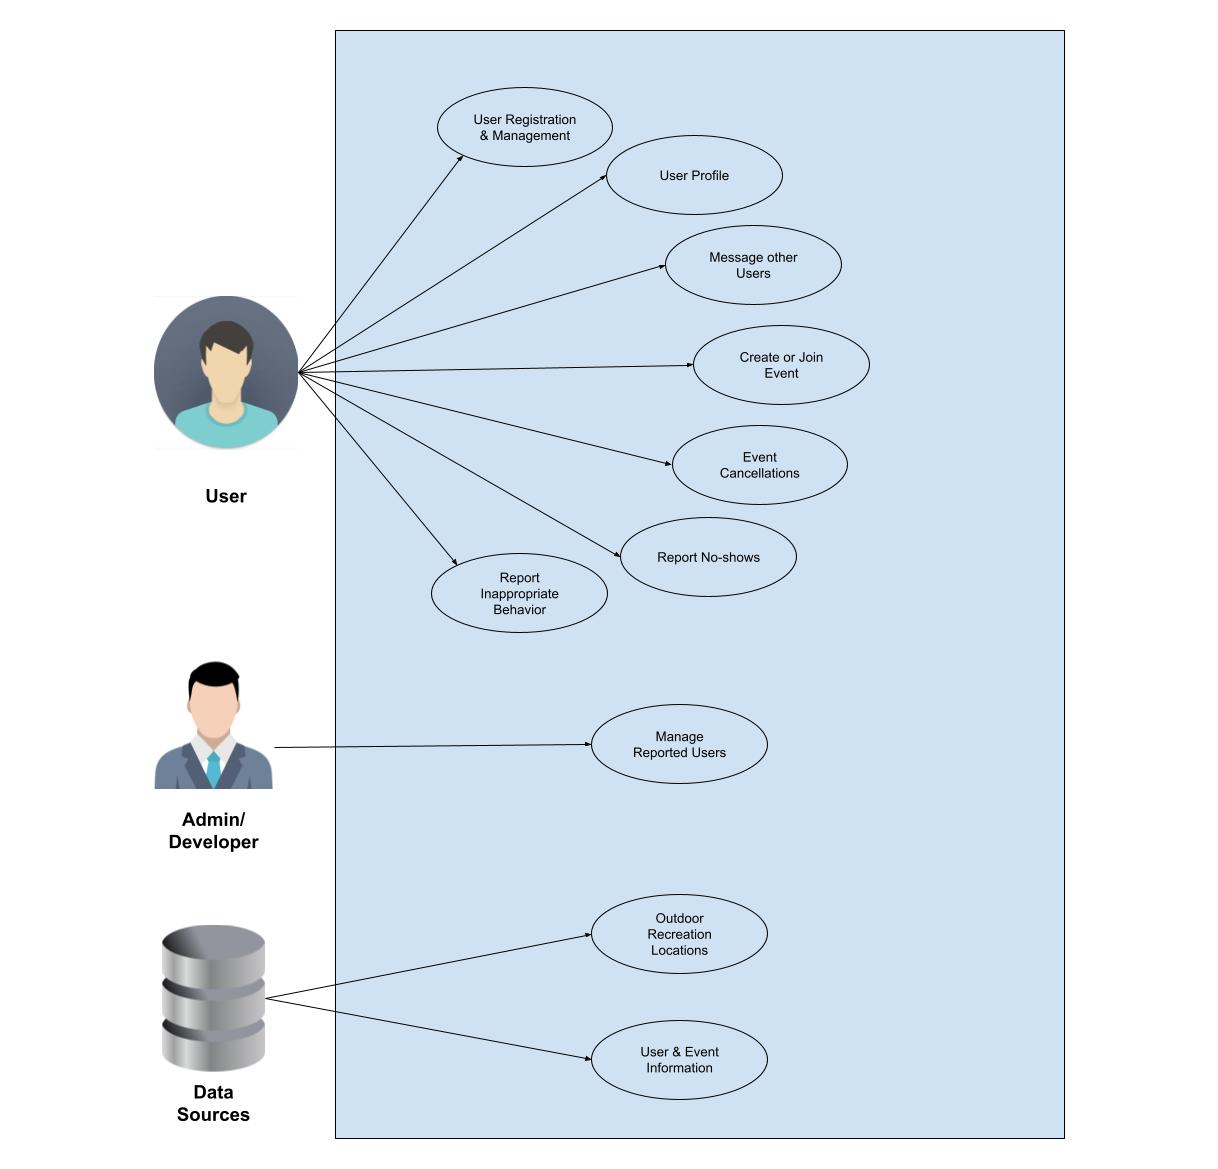 User Registration
& Management
User Profile
Message other
Users
Create or Join
Event
Event
Cancellations
User
Report No-shows
Report
Inappropriate
Behavior
Manage
Reported Users
Admin/
Developer
Outdoor
Recreation
Locations
User & Event
Information
Data
Sources